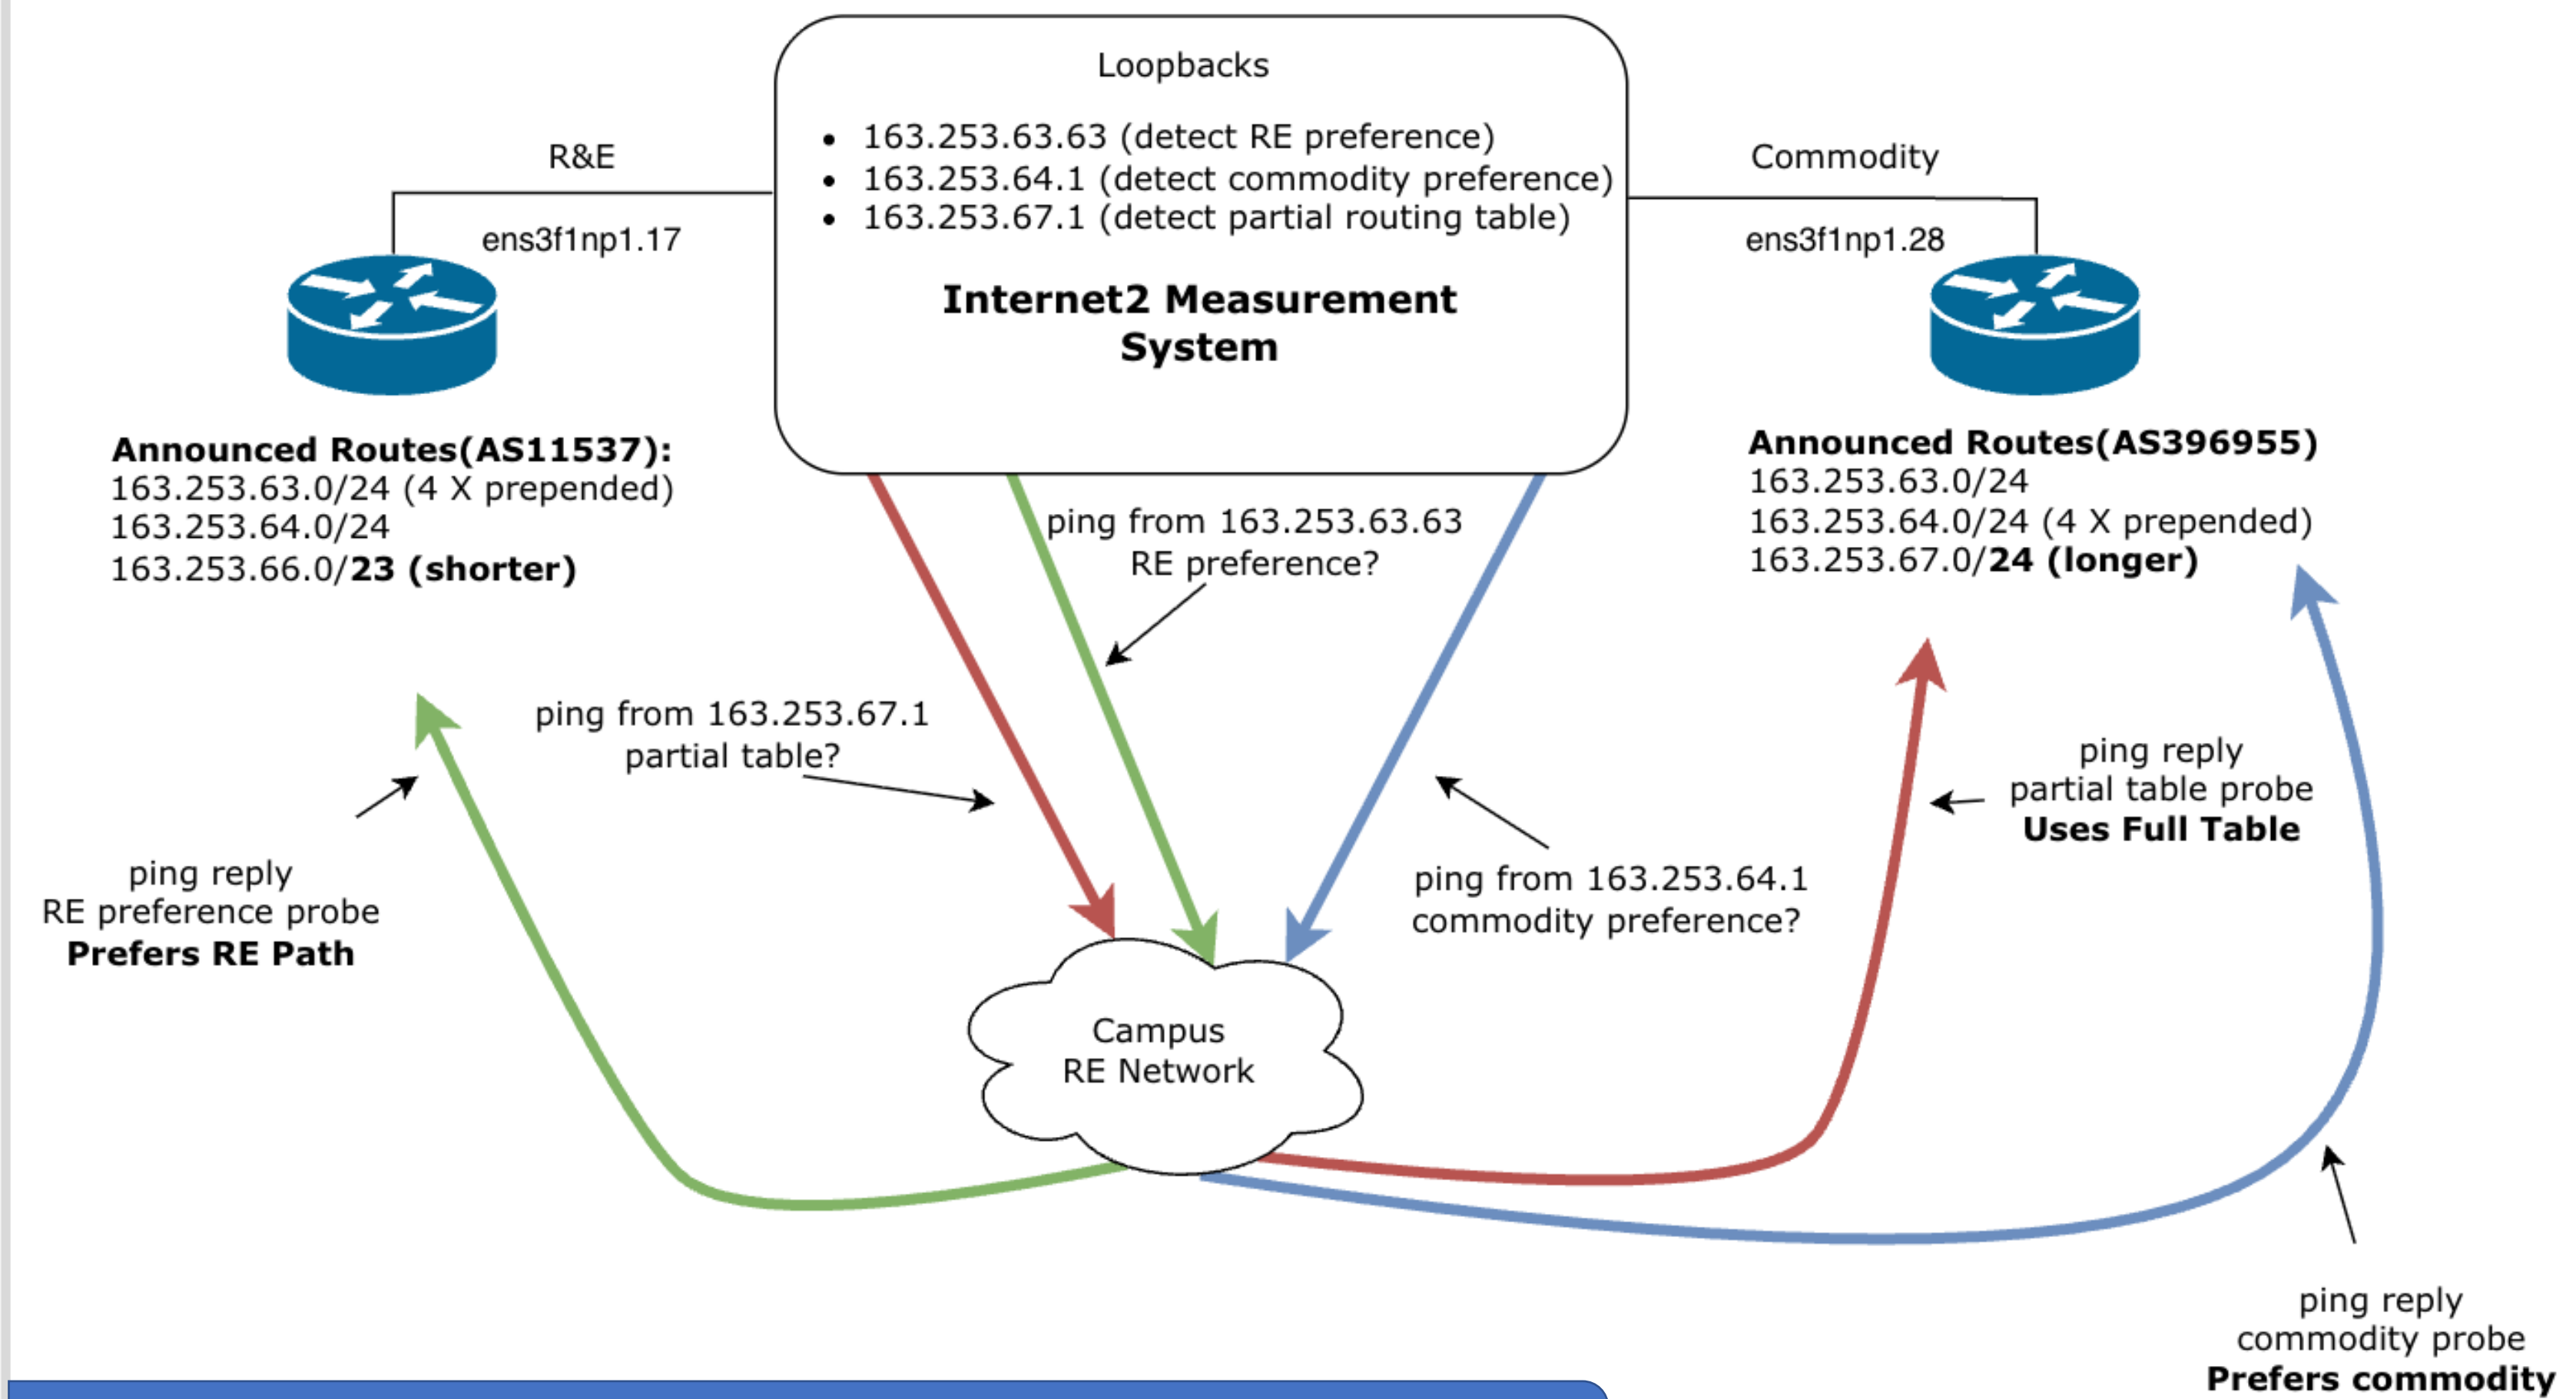 Loopbacks
• 163.253.63.63 (detect RE preference)
• 163.253.64.1 (detect commodity preference)
• 163.253.67.1 (detect partial routing table)
Internet2 Measurement
System
R&E
ens3f1np1.17
Commodity
ens3f1np1.28
Announced Routes(AS11537):
163.253.63.0/24 (4 X prepended)
163.253.64.0/24
163.253.66.0/23 (shorter)
Announced Routes(AS396955)
163.253.63.0/24
163.253.64.0/24 (4 X prepended)
163.253.67.0/24 (longer)
ping from 163.253.63.63
RE preference?
ping from 163.253.67.1
partial table?
ping reply
partial table probe
Uses Full Table
ping reply
RE preference probe
Prefers RE Path
ping from 163.253.64.1
commodity preference?
Campus
RE Network
ping reply
commodity probe
Prefers commodity